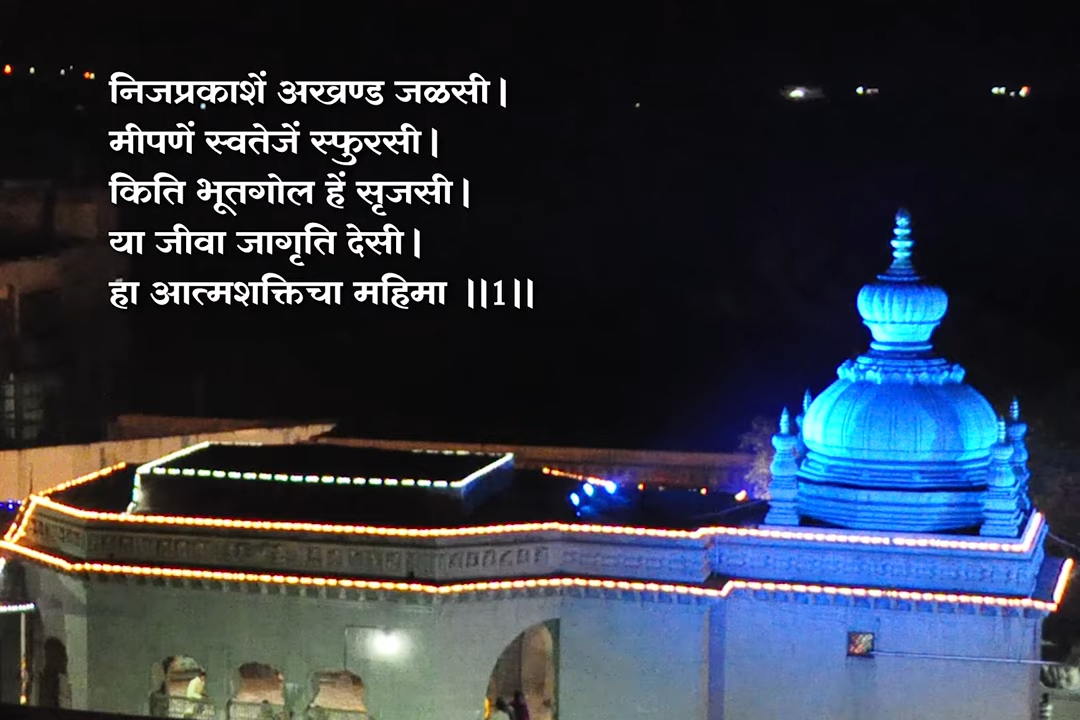 निजप्रकाशें अखण्ड जळसी।
मीपणें स्वतेजें स्फुरसी।
किति भूतगोल हें सृजसी।
या जीवा जागृति देसी।
हा आत्मशक्तिचा महिमा ।।1।।